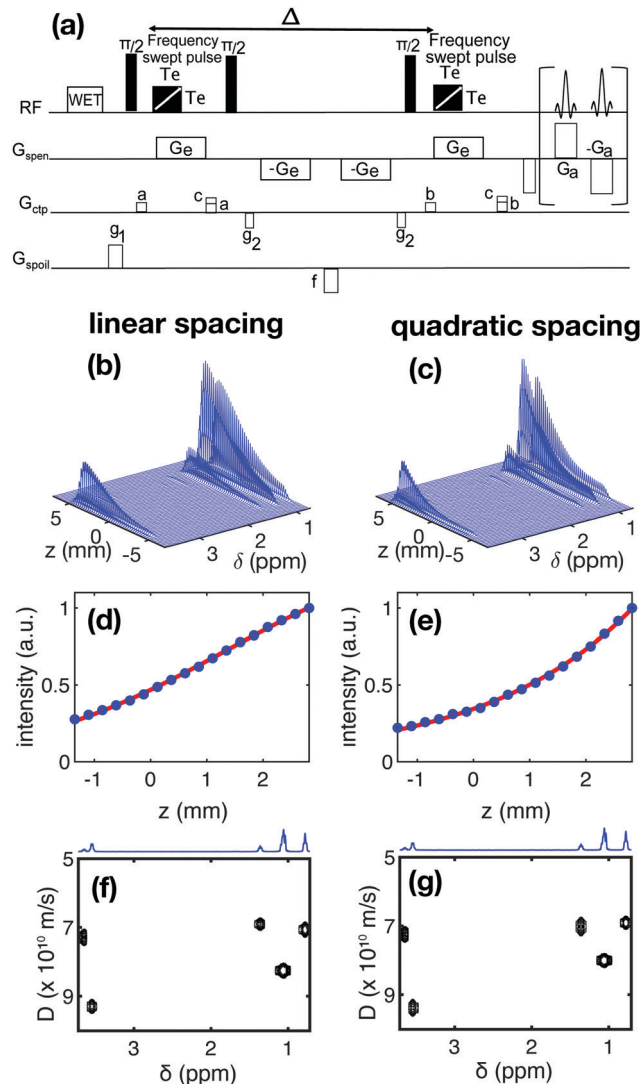 (a)
Δ
π/2 Frequency swept pulse π/2 π/2 Frequency swept pulse
Te Te
WET Te Te
RF
Gspen Ge -Ge -Ge Ge Ga -Ga
Gctp a c a g2 g2 b c b
g1
Gspoil
f
linear spacing quadratic spacing
(b) (c)
5 0 -5 3 2 1 5 0 -5 3 2 1
z (mm) δ (ppm) z (mm) δ (ppm)
(d) (e)
intensity (a.u.) 1 0.5 0 intensity (a.u.) 1 0.5 0
-1 0 1 2 -1 0 1 2
z (mm) z (mm)
(f) (g)
D (x 10¹⁰ m/s) 5 7 9 D (x 10¹⁰ m/s) 5 7 9
3 2 1 3 2 1
δ (ppm) δ (ppm)